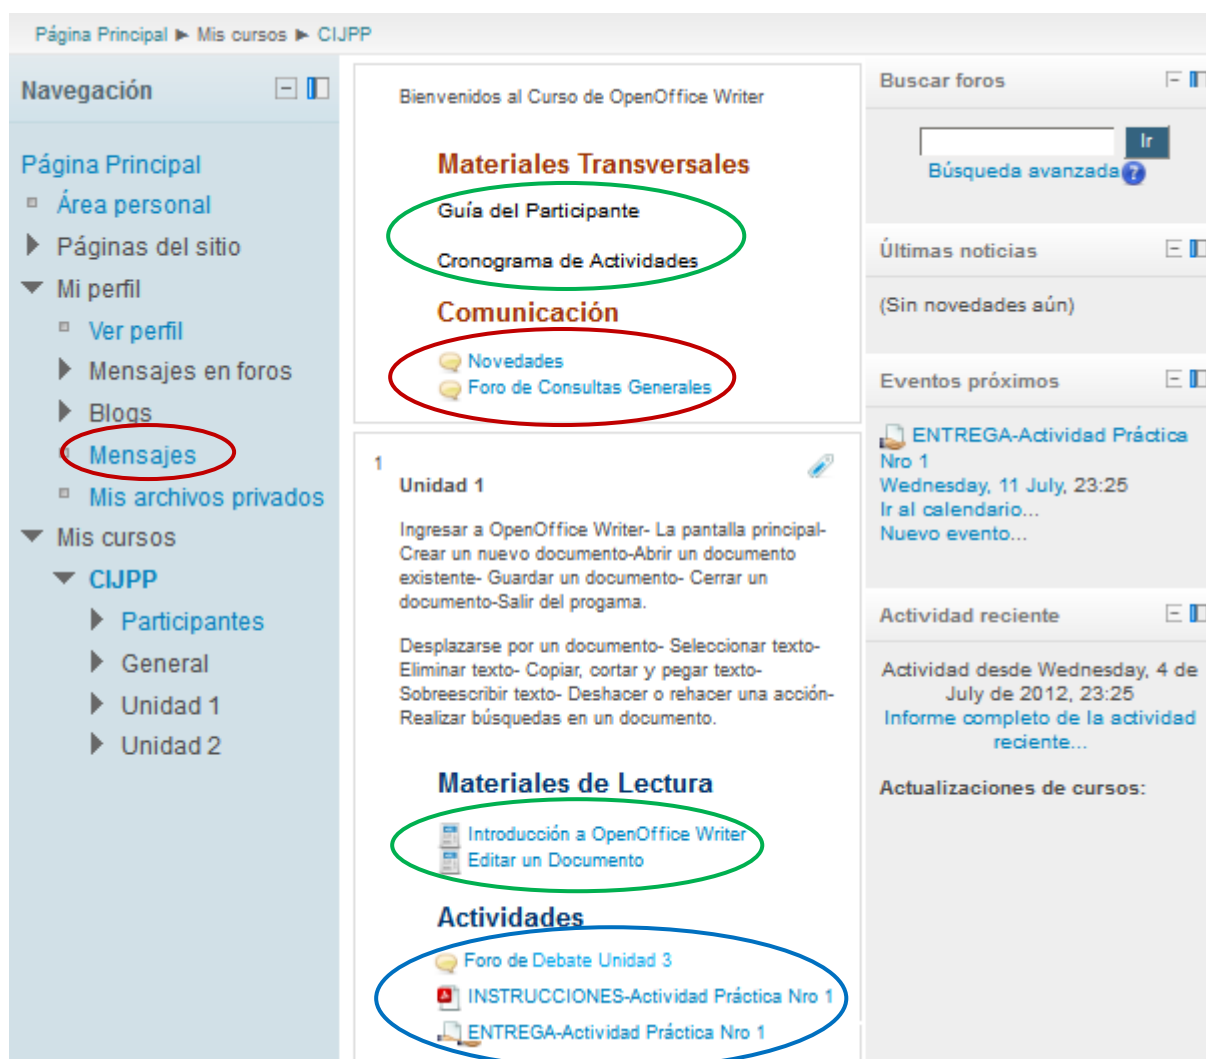 Página Principal ► Mis cursos ► CIJPP
Navegación
Página Principal
Área personal
Páginas del sitio
Mi perfil
Ver perfil
Mensajes en foros
Blogs
Mensajes
Mis archivos privados
Mis cursos
CIJPP
Participantes
General
Unidad 1
Unidad 2
Bienvenidos al Curso de OpenOffice Writer
Materiales Transversales
Guía del Participante
Cronograma de Actividades
Comunicación
Novedades
Foro de Consultas Generales
1
Unidad 1
Ingresar a OpenOffice Writer- La pantalla principal-
Crear un nuevo documento-Abrir un documento
existente- Guardar un documento- Cerrar un
documento-Salir del progama.
Desplazarse por un documento- Seleccionar texto-
Eliminar texto- Copiar, cortar y pegar texto-
Sobreescribir texto- Deshacer o rehacer una acción-
Realizar búsquedas en un documento.
Materiales de Lectura
Introducción a OpenOffice Writer
Editar un Documento
Actividades
Foro de Debate Unidad 3
INSTRUCCIONES-Actividad Práctica Nro 1
ENTREGA-Actividad Práctica Nro 1
Buscar foros
Ir
Búsqueda avanzada ?
Últimas noticias
(Sin novedades aún)
Eventos próximos
ENTREGA-Actividad Práctica
Nro 1
Wednesday, 11 July, 23:25
Ir al calendario...
Nuevo evento...
Actividad reciente
Actividad desde Wednesday, 4 de
July de 2012, 23:25
Informe completo de la actividad
reciente...
Actualizaciones de cursos: